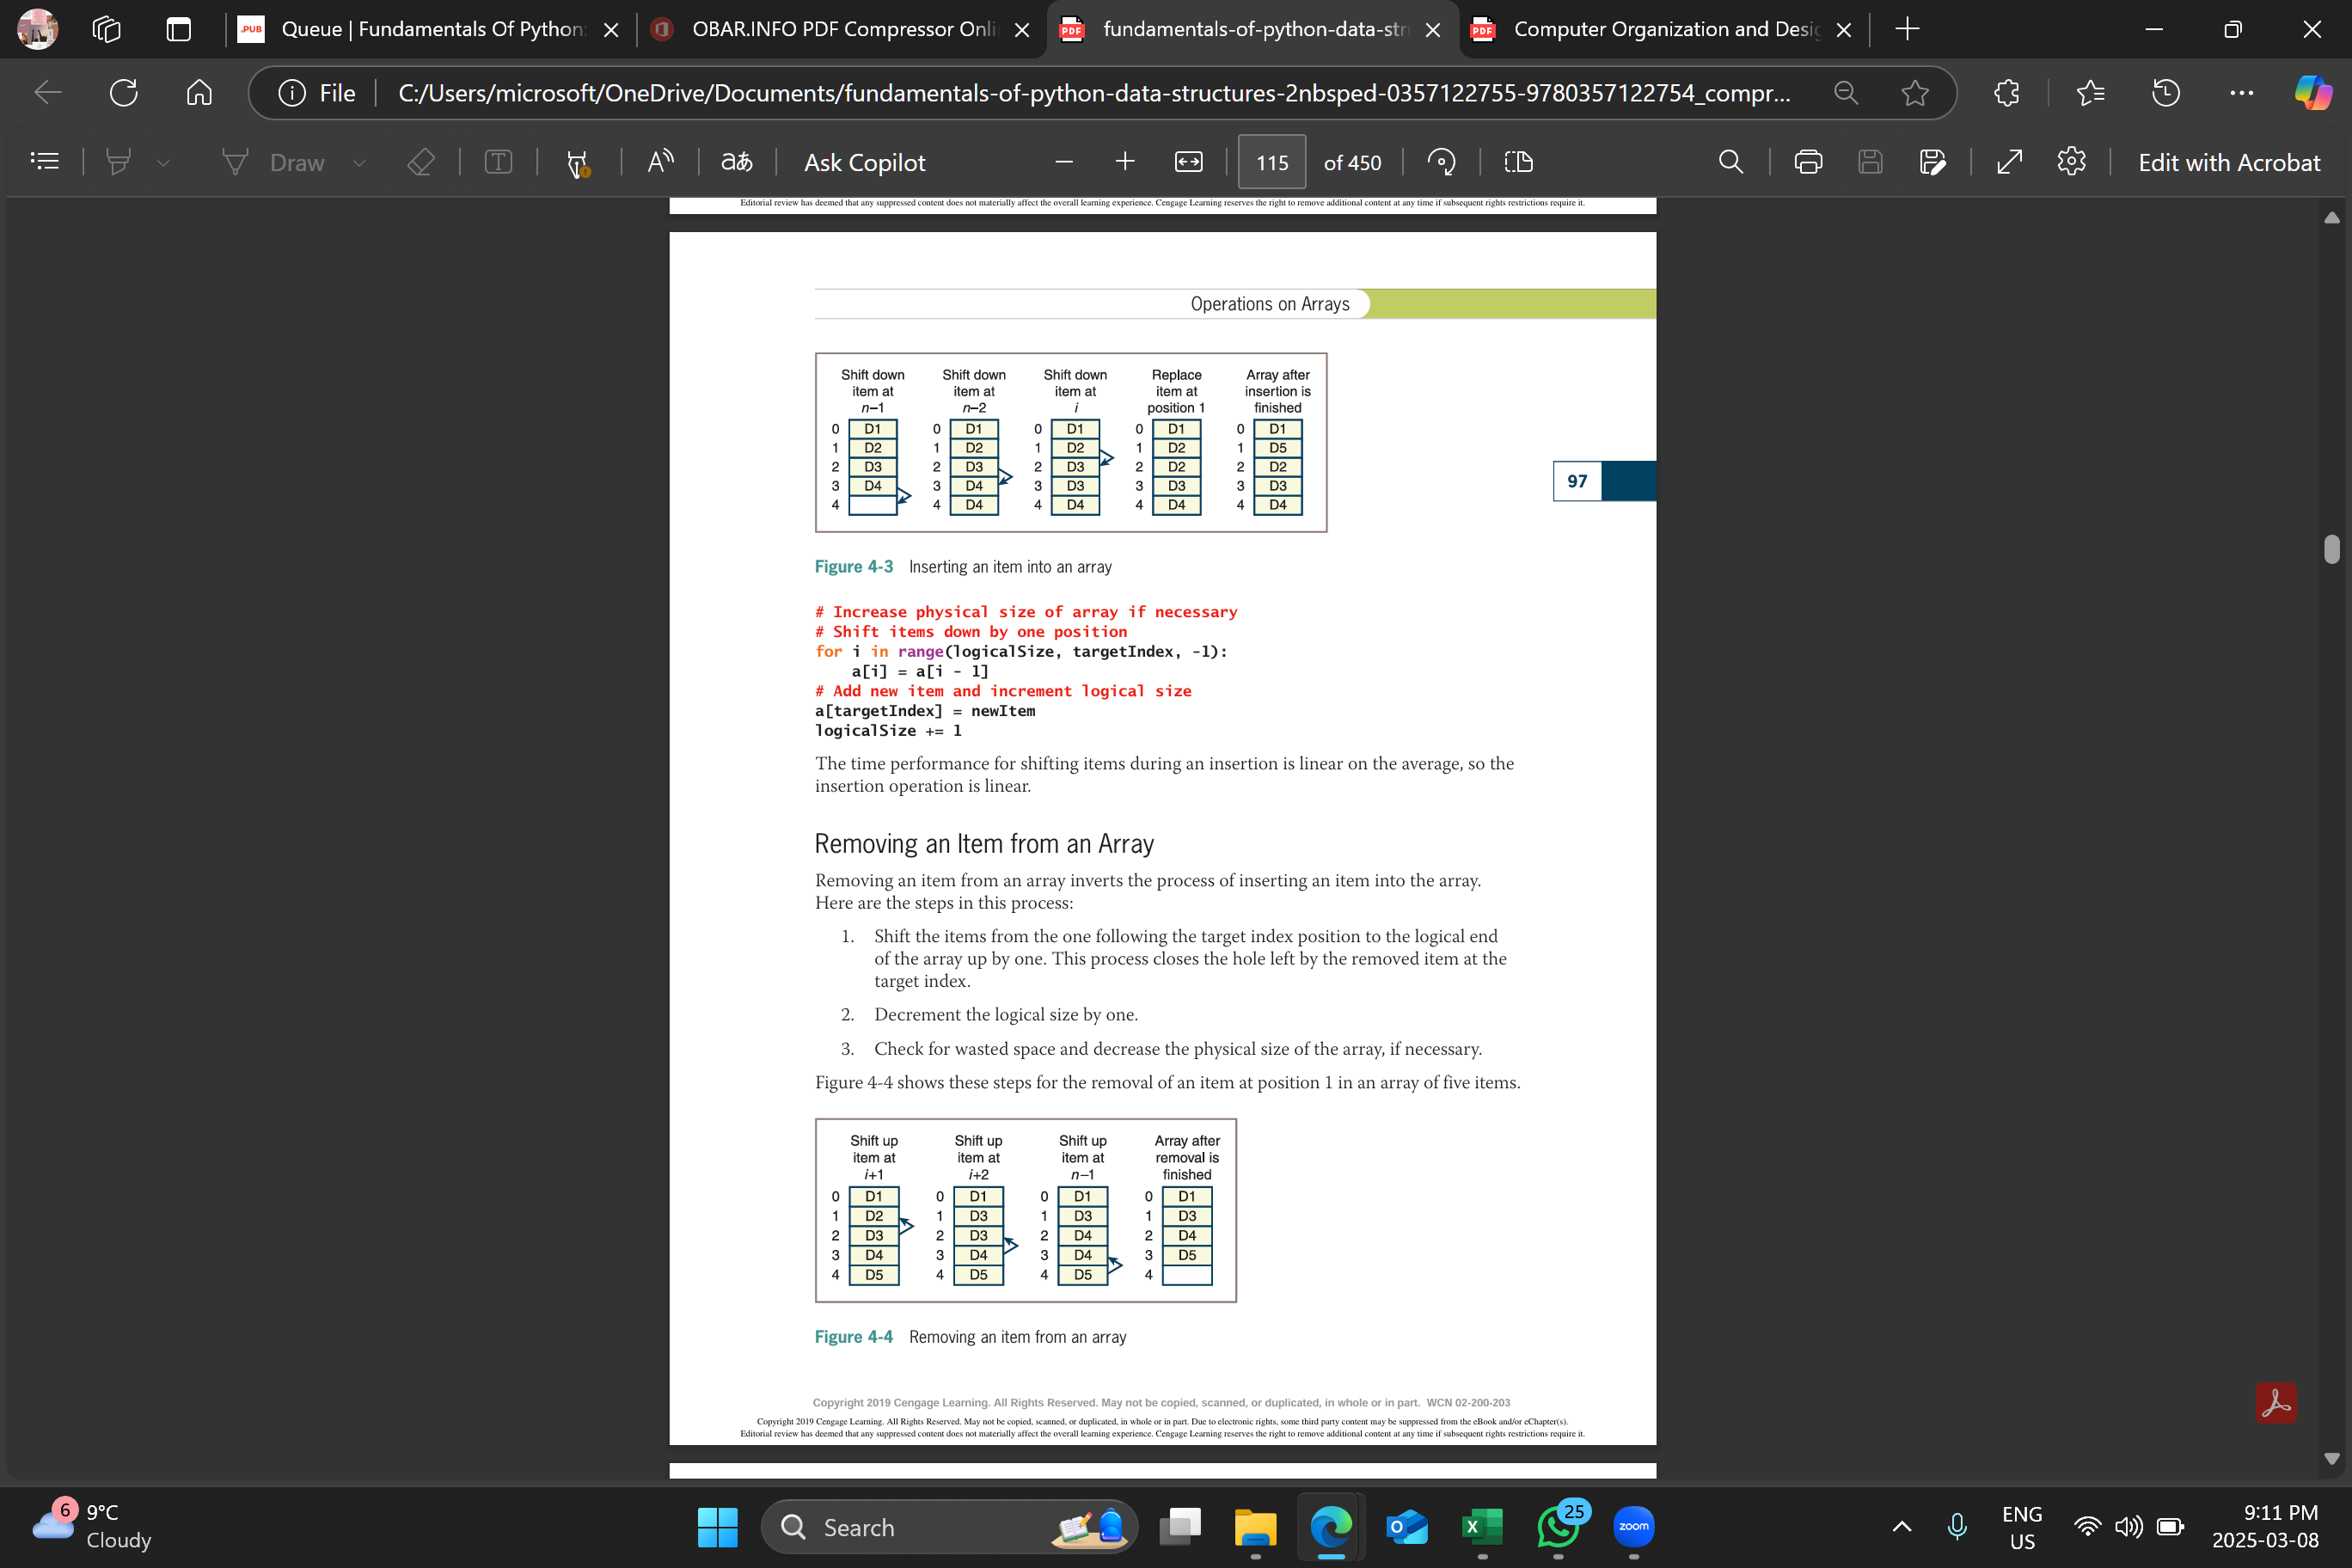 Queue | Fundamentals Of Python:
OBAR.INFO PDF Compressor Onli
fundamentals-of-python-data-str
Computer Organization and Desig
File
C:/Users/microsoft/OneDrive/Documents/fundamentals-of-python-data-structures-2nbsped-0357122755-9780357122754_compr...
Draw
Ask Copilot
115 of 450
Edit with Acrobat
Editorial review has deemed that any suppressed content does not materially affect the overall learning experience. Cengage Learning reserves the right to remove additional content at any time if subsequent rights restrictions require it.
Operations on Arrays
97
Shift down Shift down Shift down Replace Array after
item at item at item at item at insertion is
n–1 n–2 i position 1 finished
0 D1 0 D1 0 D1 0 D1 0 D1
1 D2 1 D2 1 D2 1 D2 1 D5
2 D3 2 D3 2 D3 2 D2 2 D2
3 D4 3 D4 3 D3 3 D3 3 D3
4 4 D4 4 D4 4 D4 4 D4
Figure 4-3 Inserting an item into an array
# Increase physical size of array if necessary
# Shift items down by one position
for i in range(logicalSize, targetIndex, -1):
a[i] = a[i - 1]
# Add new item and increment logical size
a[targetIndex] = newItem
logicalSize += 1
The time performance for shifting items during an insertion is linear on the average, so the
insertion operation is linear.
Removing an Item from an Array
Removing an item from an array inverts the process of inserting an item into the array.
Here are the steps in this process:
1. Shift the items from the one following the target index position to the logical end
of the array up by one. This process closes the hole left by the removed item at the
target index.
2. Decrement the logical size by one.
3. Check for wasted space and decrease the physical size of the array, if necessary.
Figure 4-4 shows these steps for the removal of an item at position 1 in an array of five items.
Shift up Shift up Shift up Array after
item at item at item at removal is
i+1 i+2 n–1 finished
0 D1 0 D1 0 D1 0 D1
1 D2 1 D3 1 D3 1 D3
2 D3 2 D3 2 D4 2 D4
3 D4 3 D4 3 D4 3 D5
4 D5 4 D5 4 D5 4
Figure 4-4 Removing an item from an array
Copyright 2019 Cengage Learning. All Rights Reserved. May not be copied, scanned, or duplicated, in whole or in part. WCN 02-200-203
Copyright 2019 Cengage Learning. All Rights Reserved. May not be copied, scanned, or duplicated, in whole or in part. Due to electronic rights, some third party content may be suppressed from the eBook and/or eChapter(s).
Editorial review has deemed that any suppressed content does not materially affect the overall learning experience. Cengage Learning reserves the right to remove additional content at any time if subsequent rights restrictions require it.
6
9°C
Cloudy
Search
25
zoom
ENG
US
9:11 PM
2025-03-08